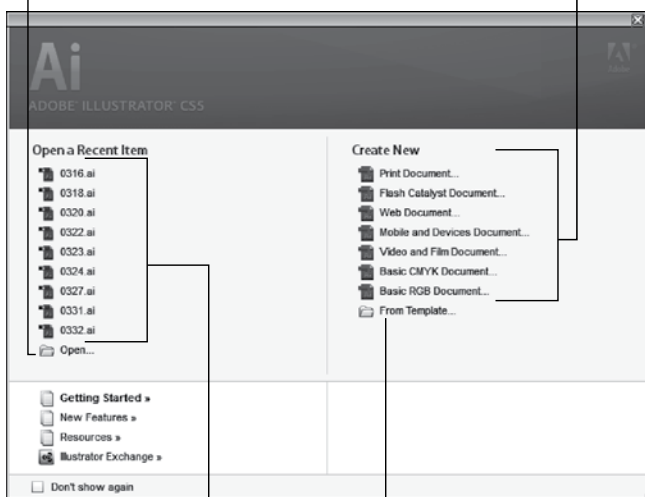 Ai
ADOBE® ILLUSTRATOR® CS5
Adobe
Open a Recent Item
0316.ai
0318.ai
0320.ai
0322.ai
0323.ai
0324.ai
0327.ai
0331.ai
0332.ai
Open...
Create New
Print Document...
Flash Catalyst Document...
Web Document...
Mobile and Devices Document...
Video and Film Document...
Basic CMYK Document...
Basic RGB Document...
From Template...
Getting Started »
New Features »
Resources »
Illustrator Exchange »
Don't show again